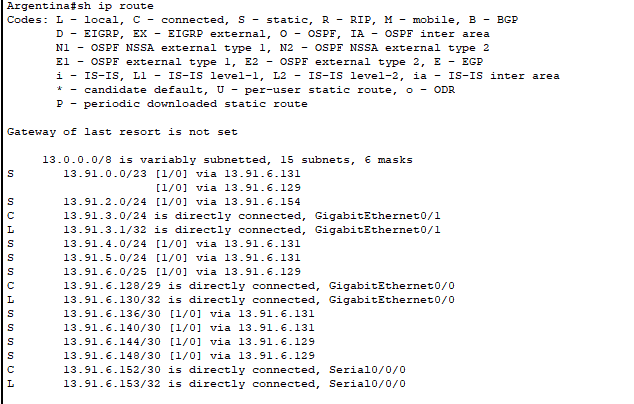 Argentina#sh ip route
Codes: L - local, C - connected, S - static, R - RIP, M - mobile, B - BGP
       D - EIGRP, EX - EIGRP external, O - OSPF, IA - OSPF inter area
       N1 - OSPF NSSA external type 1, N2 - OSPF NSSA external type 2
       E1 - OSPF external type 1, E2 - OSPF external type 2, E - EGP
       i - IS-IS, L1 - IS-IS level-1, L2 - IS-IS level-2, ia - IS-IS inter area
       * - candidate default, U - per-user static route, o - ODR
       P - periodic downloaded static route
Gateway of last resort is not set
     13.0.0.0/8 is variably subnetted, 15 subnets, 6 masks
S       13.91.0.0/23 [1/0] via 13.91.6.131
                     [1/0] via 13.91.6.129
S       13.91.2.0/24 [1/0] via 13.91.6.154
C       13.91.3.0/24 is directly connected, GigabitEthernet0/1
L       13.91.3.1/32 is directly connected, GigabitEthernet0/1
S       13.91.4.0/24 [1/0] via 13.91.6.131
S       13.91.5.0/24 [1/0] via 13.91.6.131
S       13.91.6.0/25 [1/0] via 13.91.6.129
C       13.91.6.128/29 is directly connected, GigabitEthernet0/0
L       13.91.6.130/32 is directly connected, GigabitEthernet0/0
S       13.91.6.136/30 [1/0] via 13.91.6.131
S       13.91.6.140/30 [1/0] via 13.91.6.131
S       13.91.6.144/30 [1/0] via 13.91.6.129
S       13.91.6.148/30 [1/0] via 13.91.6.129
C       13.91.6.152/30 is directly connected, Serial0/0/0
L       13.91.6.153/32 is directly connected, Serial0/0/0